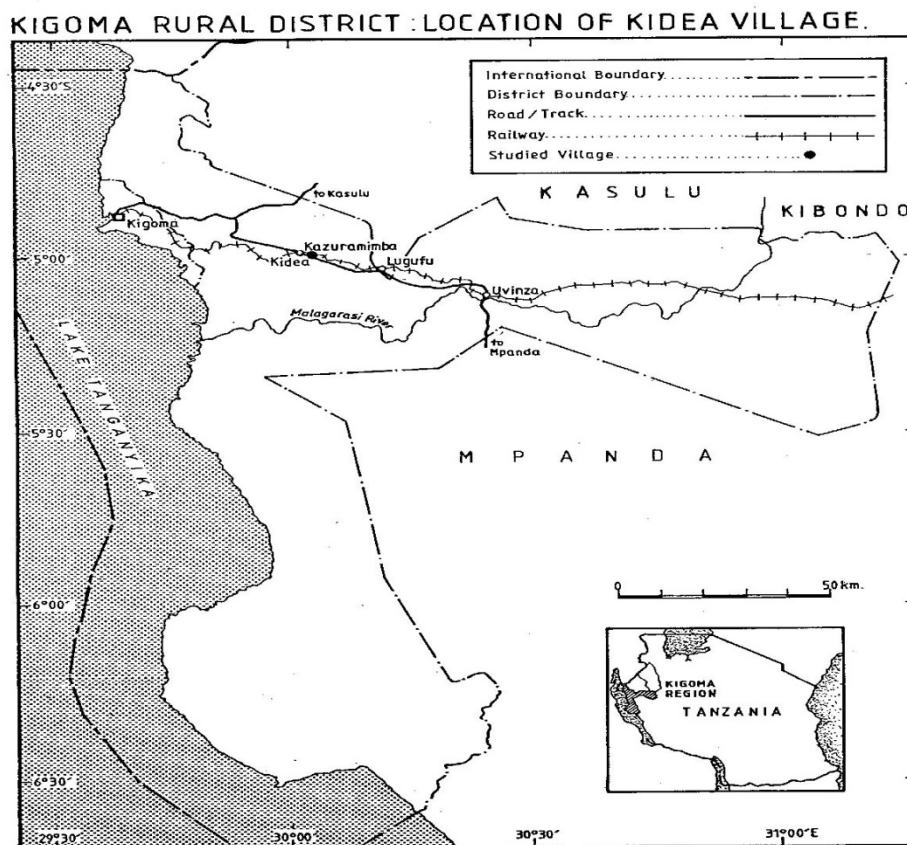 KIGOMA RURAL DISTRICT : LOCATION OF KIDEA VILLAGE.
International Boundary
District Boundary
Road/Track
Railway
Studied Village
4°30'S
to Kasulu
KASULU
KIBONDO
Kigoma
Kazuramimba
5°00'
Kidea
Lugufu
Uvinza
Malagarasi River
to
Mpanda
LAKE TANGANYIKA
5°30'
MPANDA
0
50 km.
6°00'
KIGOMA
REGION
TANZANIA
6°30'
29°30'
30°00'
30°30'
31°00'E